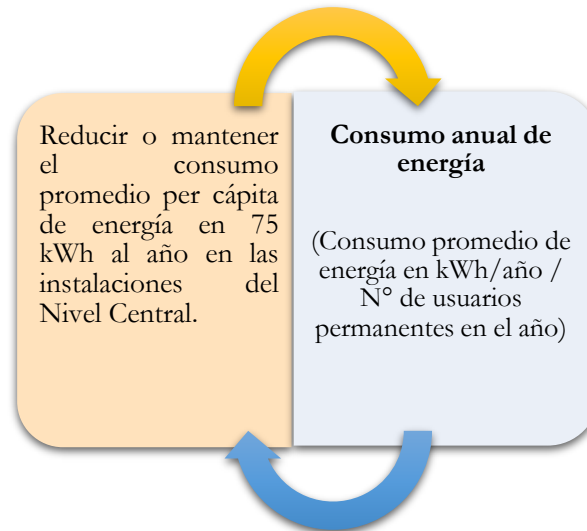 Reducir o mantener
el consumo
promedio per cápita
de energía en 75
kWh al año en las
instalaciones del
Nivel Central.
Consumo anual de
energía
(Consumo promedio de
energía en kWh/año /
N° de usuarios
permanentes en el año)